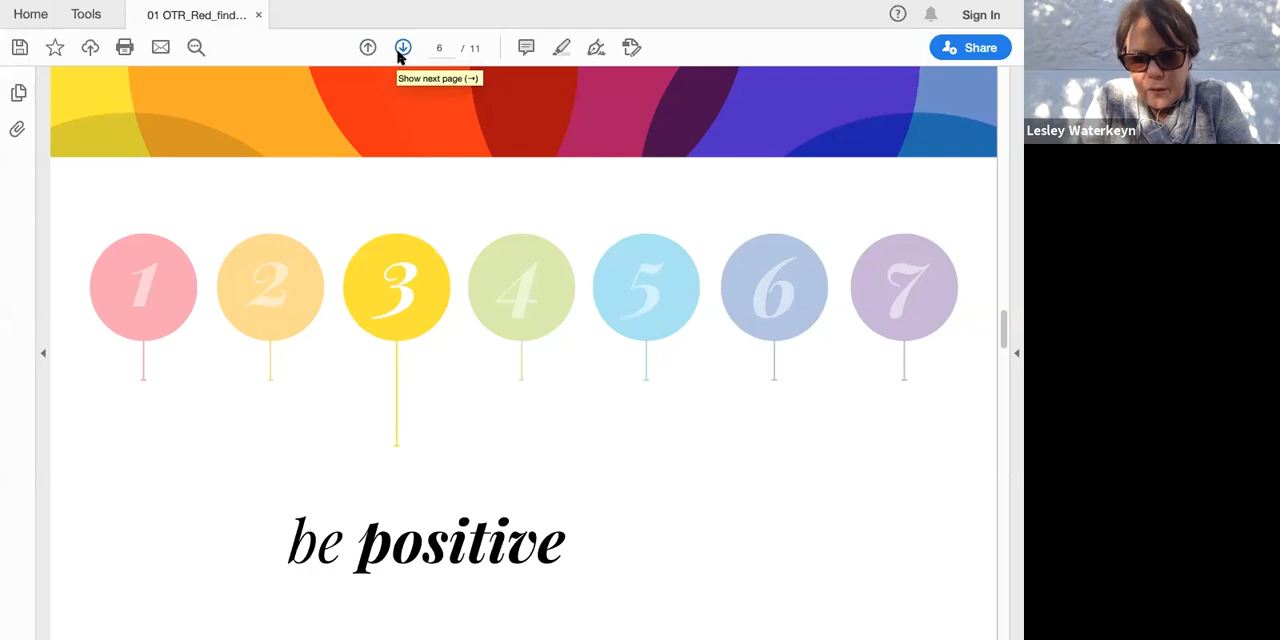 Home Tools 01 OTR_Red_find... × Sign In
6 / 11 Share
Show next page (→)
Lesley Waterkeyn
1 2 3 4 5 6 7
be positive